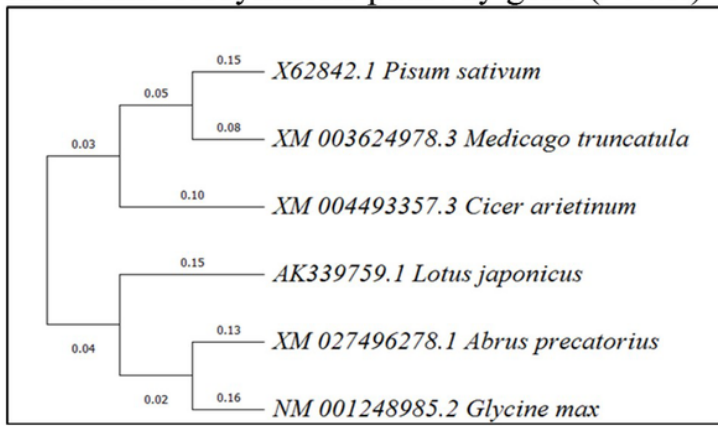 0.15
X62842.1 Pisum sativum
0.05
0.08
XM 003624978.3 Medicago truncatula
0.03
0.10
XM 004493357.3 Cicer arietinum
0.15
AK339759.1 Lotus japonicus
0.13
XM 027496278.1 Abrus precatorius
0.04
0.02
0.16
NM 001248985.2 Glycine max